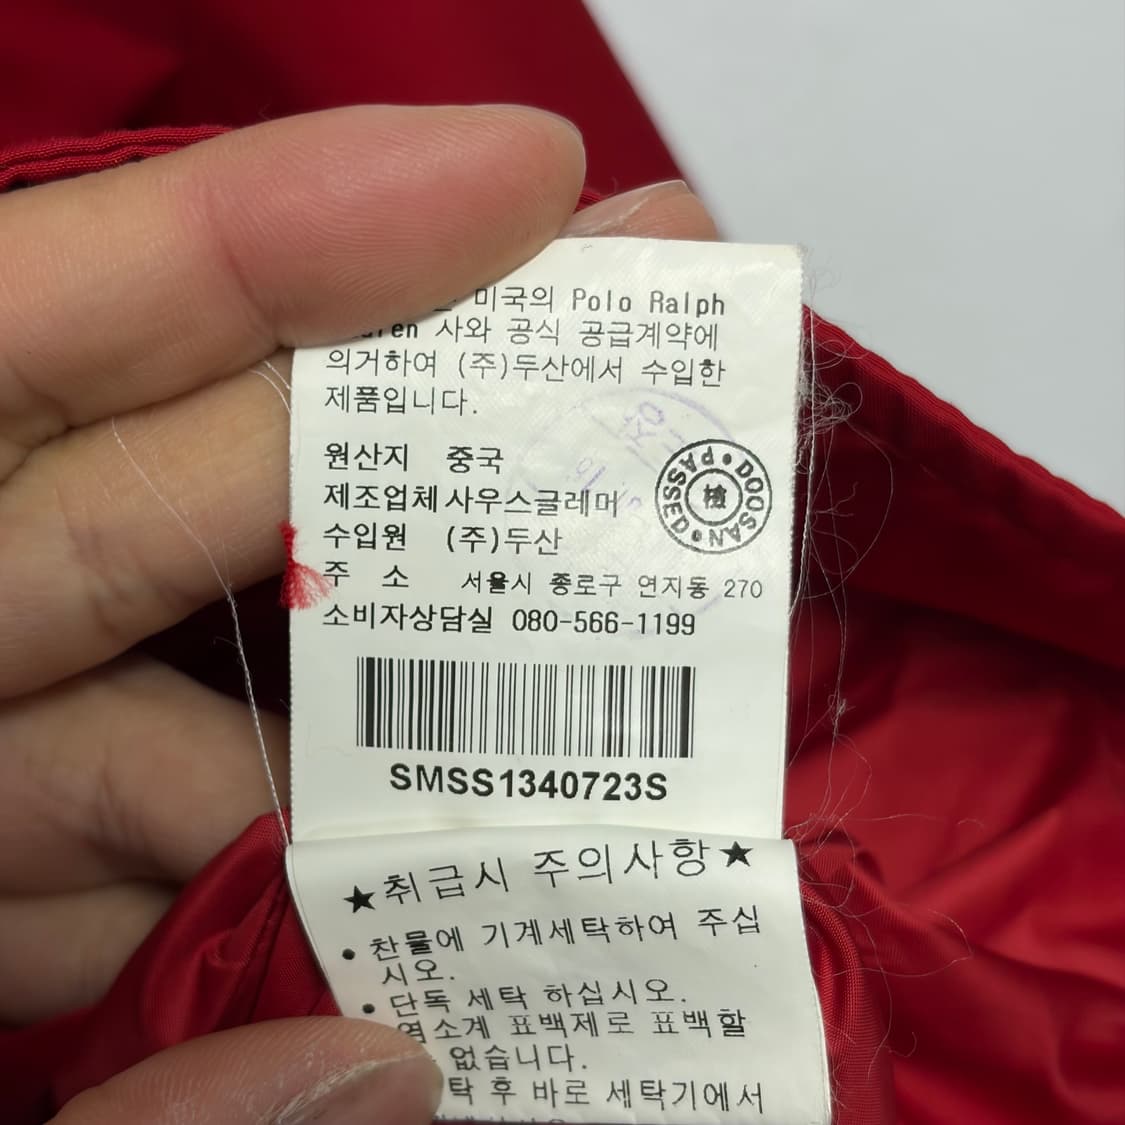 미국의 Polo Ralph
사와 공식 공급계약에
의거하여 (주)두산에서 수입한
제품입니다.
원산지 중국
제조업체 사우스글레머
수입원 (주)두산
주 소 서울시 종로구 연지동 270
소비자상담실 080-566-1199
DOOSAN • PASSED •
檢
SMSS1340723S
★취급시 주의사항★
• 찬물에 기계세탁하여 주십
시오.
• 단독 세탁 하십시오.
염소계 표백제로 표백할
없습니다.
탁 후 바로 세탁기에서